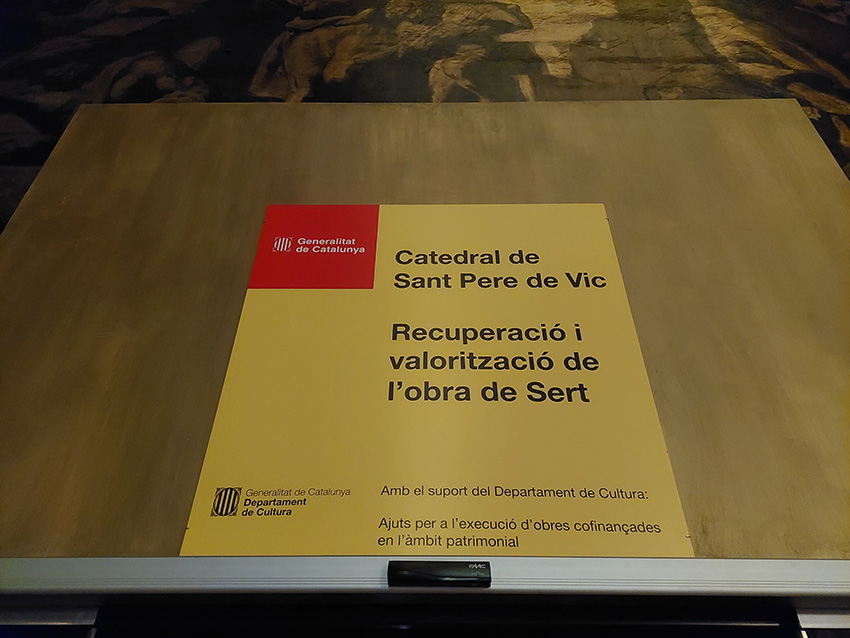 Generalitat
de Catalunya
Catedral de
Sant Pere de Vic
Recuperació i
valorització de
l'obra de Sert
Generalitat de Catalunya
Departament
de Cultura
Amb el suport del Departament de Cultura:
Ajuts per a l'execució d'obres cofinançades
en l'àmbit patrimonial
FAAC